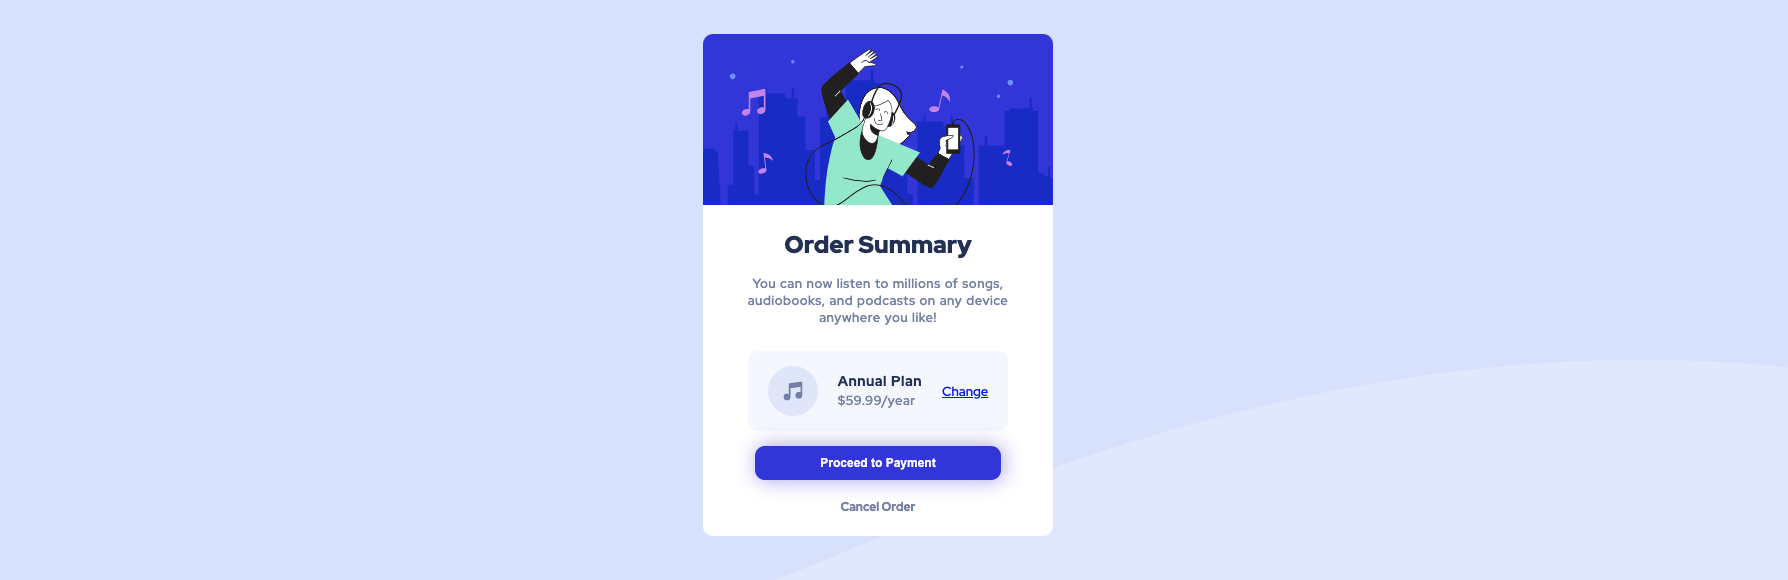 Order Summary
You can now listen to millions of songs,
audiobooks, and podcasts on any device
anywhere you like!
Annual Plan
$59.99/year
Change
Proceed to Payment
Cancel Order